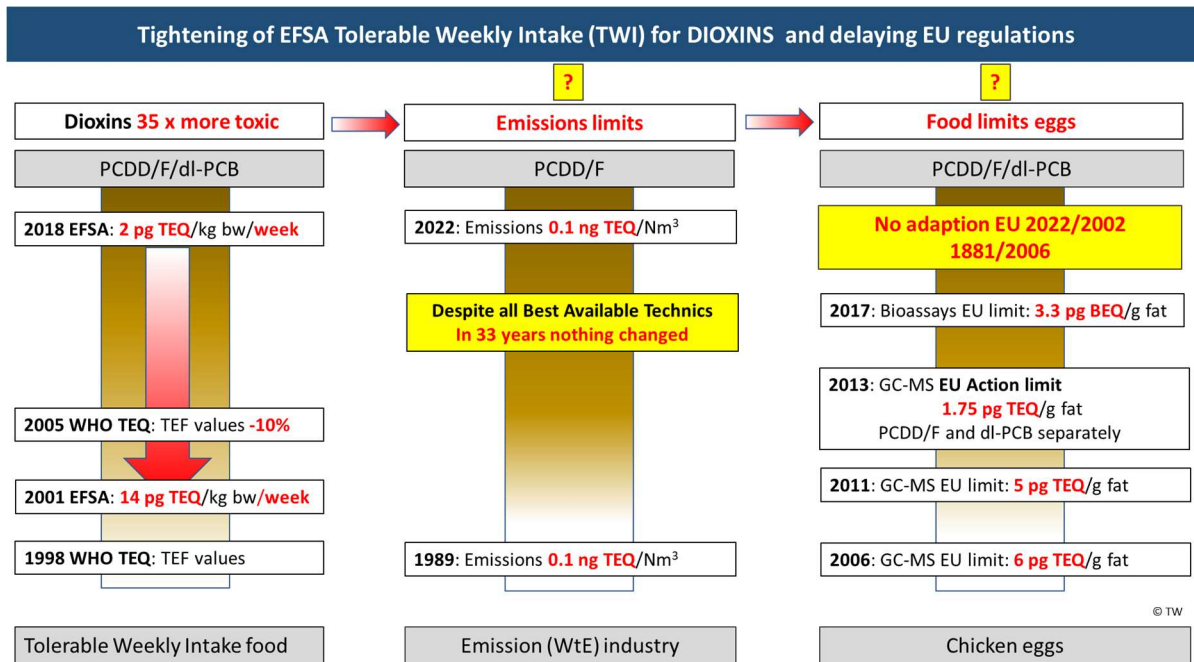 Tightening of EFSA Tolerable Weekly Intake (TWI) for DIOXINS and delaying EU regulations
?
?
Dioxins 35 x more toxic
Emissions limits
Food limits eggs
PCDD/F/dl-PCB
PCDD/F
PCDD/F/dl-PCB
2018 EFSA: 2 pg TEQ/kg bw/week
2005 WHO TEQ: TEF values -10%
2001 EFSA: 14 pg TEQ/kg bw/week
1998 WHO TEQ: TEF values
2022: Emissions 0.1 ng TEQ/Nm³
Despite all Best Available Technics
In 33 years nothing changed
1989: Emissions 0.1 ng TEQ/Nm³
No adaption EU 2022/2002
1881/2006
2017: Bioassays EU limit: 3.3 pg BEQ/g fat
2013: GC-MS EU Action limit
1.75 pg TEQ/g fat
PCDD/F and dl-PCB separately
2011: GC-MS EU limit: 5 pg TEQ/g fat
2006: GC-MS EU limit: 6 pg TEQ/g fat
© TW
Tolerable Weekly Intake food
Emission (WtE) industry
Chicken eggs